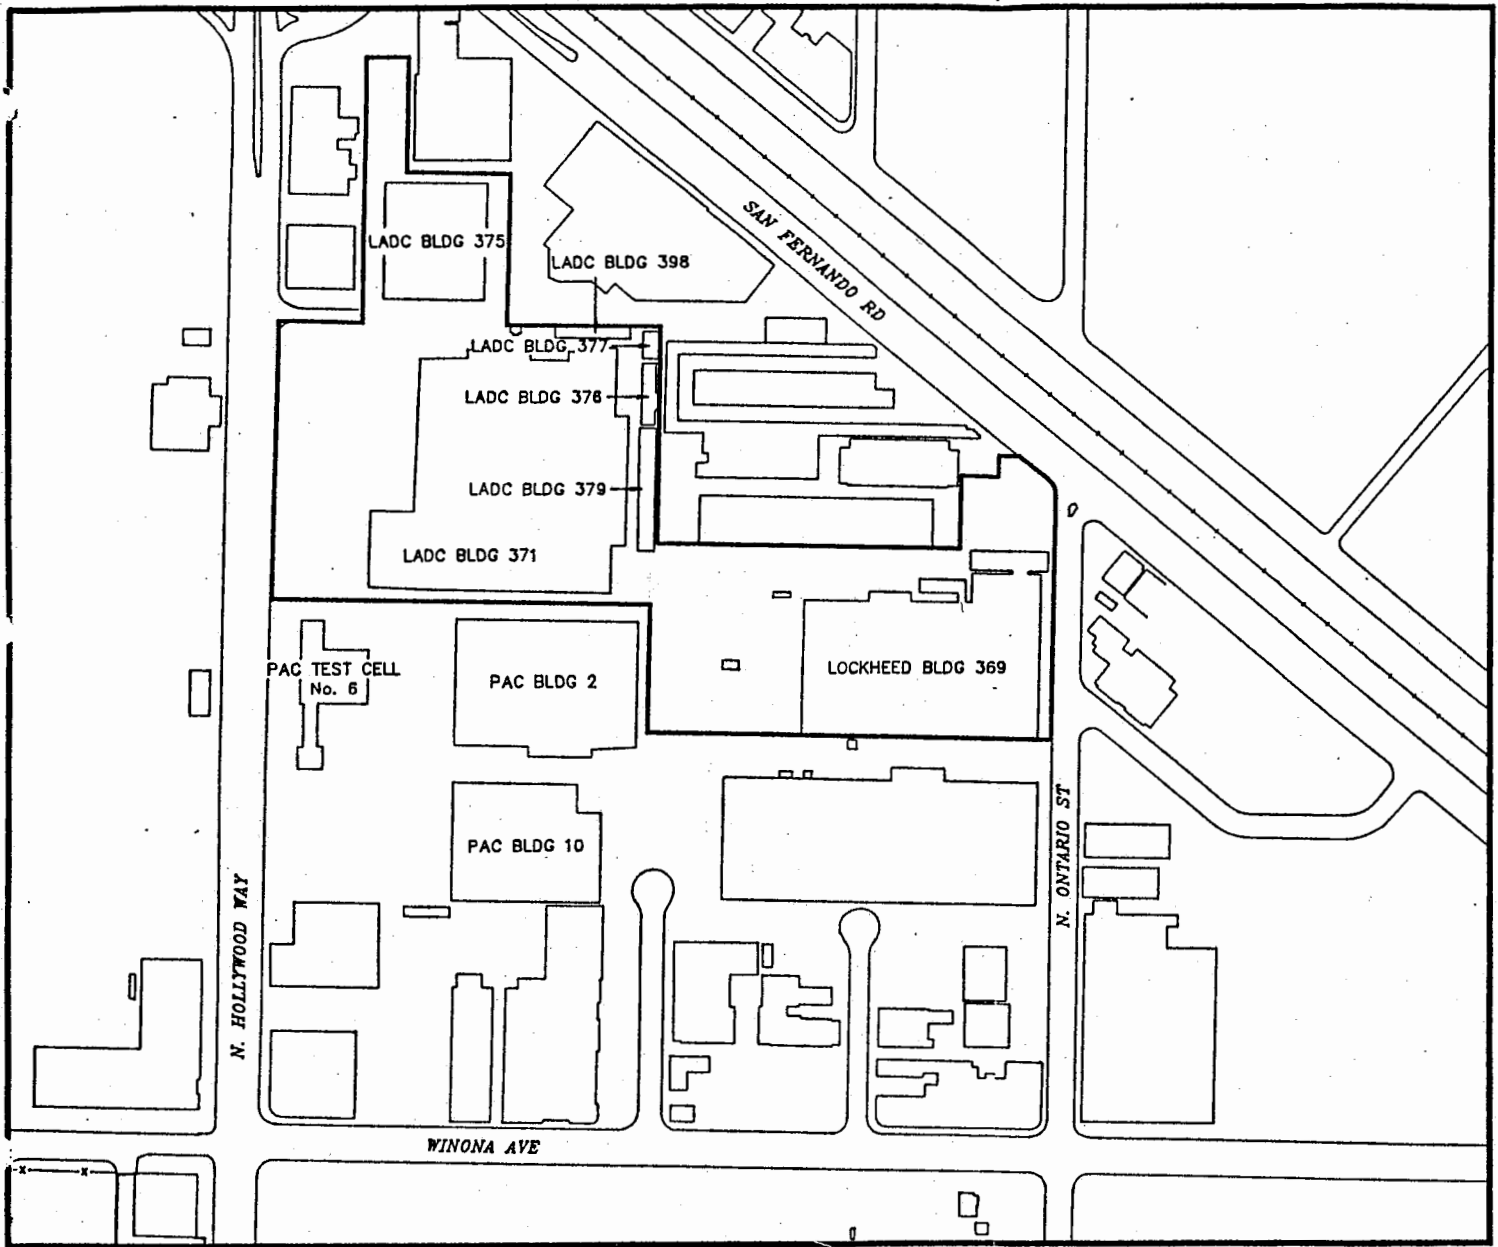 SAN FERNANDO RD
LADC BLDG 375
LADC BLDG 398
LADC BLDG 377
LADC BLDG 376
LADC BLDG 379
LADC BLDG 371
PAC TEST CELL
No. 6
PAC BLDG 2
LOCKHEED BLDG 369
PAC BLDG 10
N. HOLLYWOOD WAY
N. ONTARIO ST
WINONA AVE